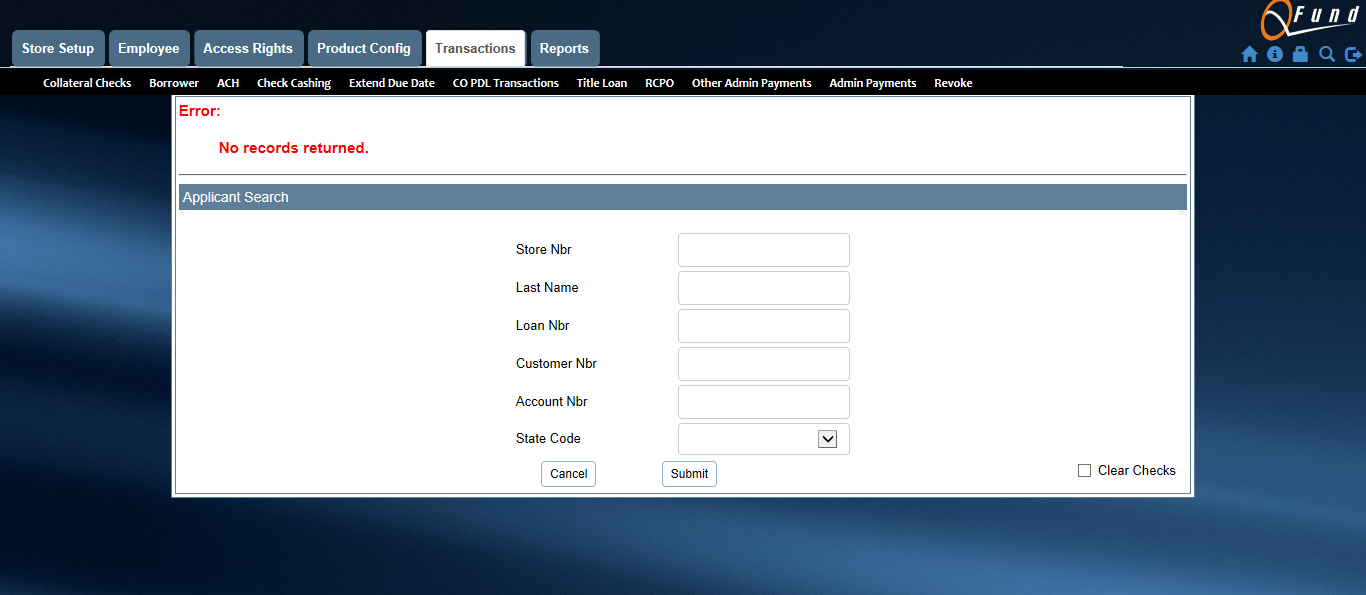 QFund
Store Setup Employee Access Rights Product Config Transactions Reports
Collateral Checks Borrower ACH Check Cashing Extend Due Date CO PDL Transactions Title Loan RCPO Other Admin Payments Admin Payments Revoke
Error:
No records returned.
Applicant Search
Store Nbr
Last Name
Loan Nbr
Customer Nbr
Account Nbr
State Code
Cancel Submit Clear Checks